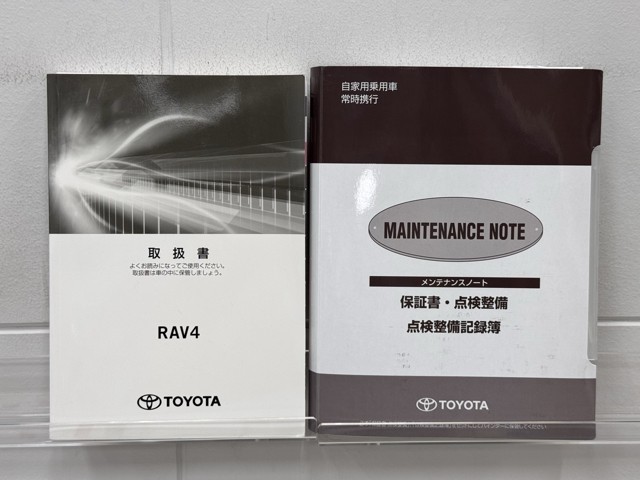 取扱書
よくお読みになってご使用ください。
取扱書は車の中に保管しましょう。
RAV4
TOYOTA
自家用乗用車
常時携行
MAINTENANCE NOTE
メンテナンスノート
保証書・点検整備
点検整備記録簿
TOYOTA